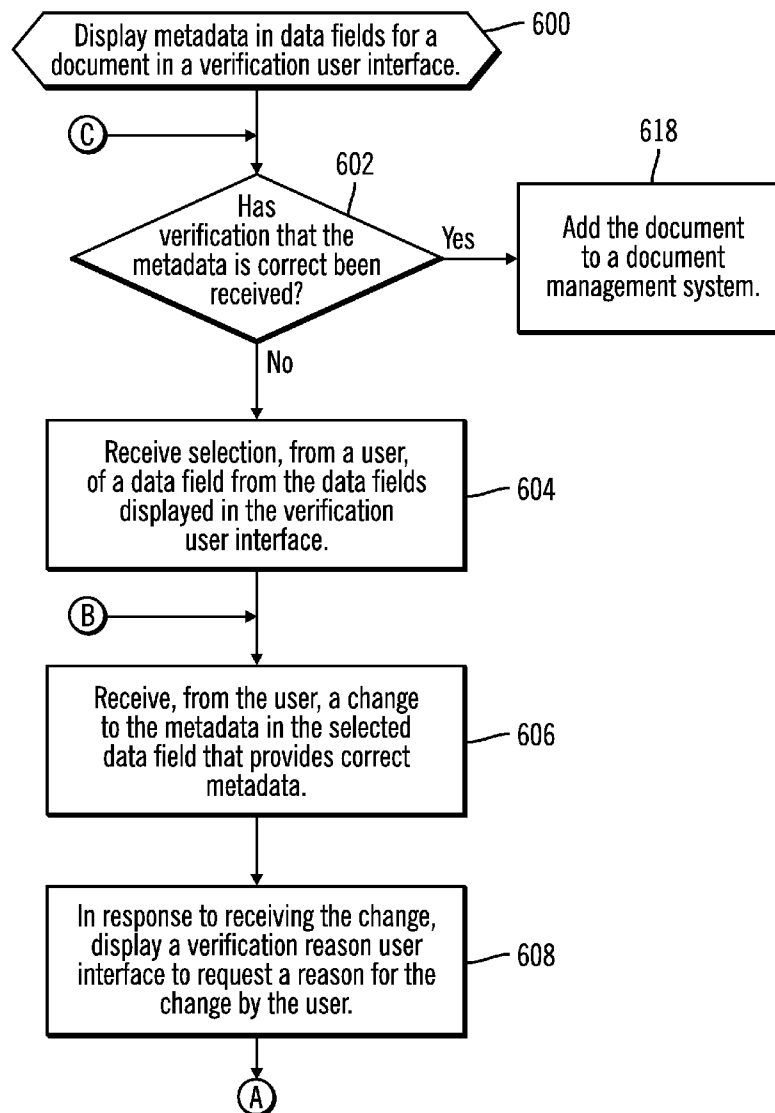 Display metadata in data fields for a
document in a verification user interface.
600
C
602
Has
verification that the
metadata is correct been
received?
Yes
618
Add the document
to a document
management system.
No
Receive selection, from a user,
of a data field from the data fields
displayed in the verification
user interface.
604
B
Receive, from the user, a change
to the metadata in the selected
data field that provides correct
metadata.
606
In response to receiving the change,
display a verification reason user
interface to request a reason for the
change by the user.
608
A